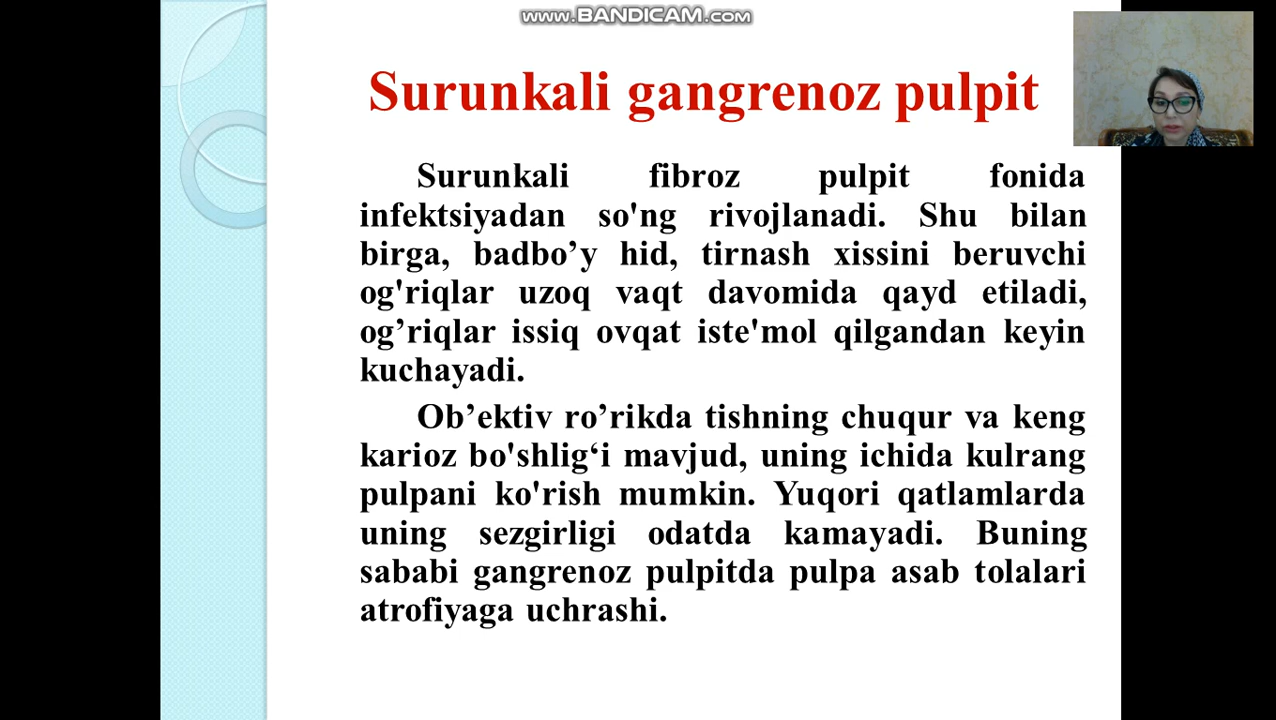 www.BANDICAM.com
Surunkali gangrenoz pulpit
Surunkali fibroz pulpit fonida
infektsiyadan so'ng rivojlanadi. Shu bilan
birga, badbo’y hid, tirnash xissini beruvchi
og'riqlar uzoq vaqt davomida qayd etiladi,
og’riqlar issiq ovqat iste'mol qilgandan keyin
kuchayadi.
Ob’ektiv ro’rikda tishning chuqur va keng
karioz bo'shlig‘i mavjud, uning ichida kulrang
pulpani ko'rish mumkin. Yuqori qatlamlarda
uning sezgirligi odatda kamayadi. Buning
sababi gangrenoz pulpitda pulpa asab tolalari
atrofiyaga uchrashi.